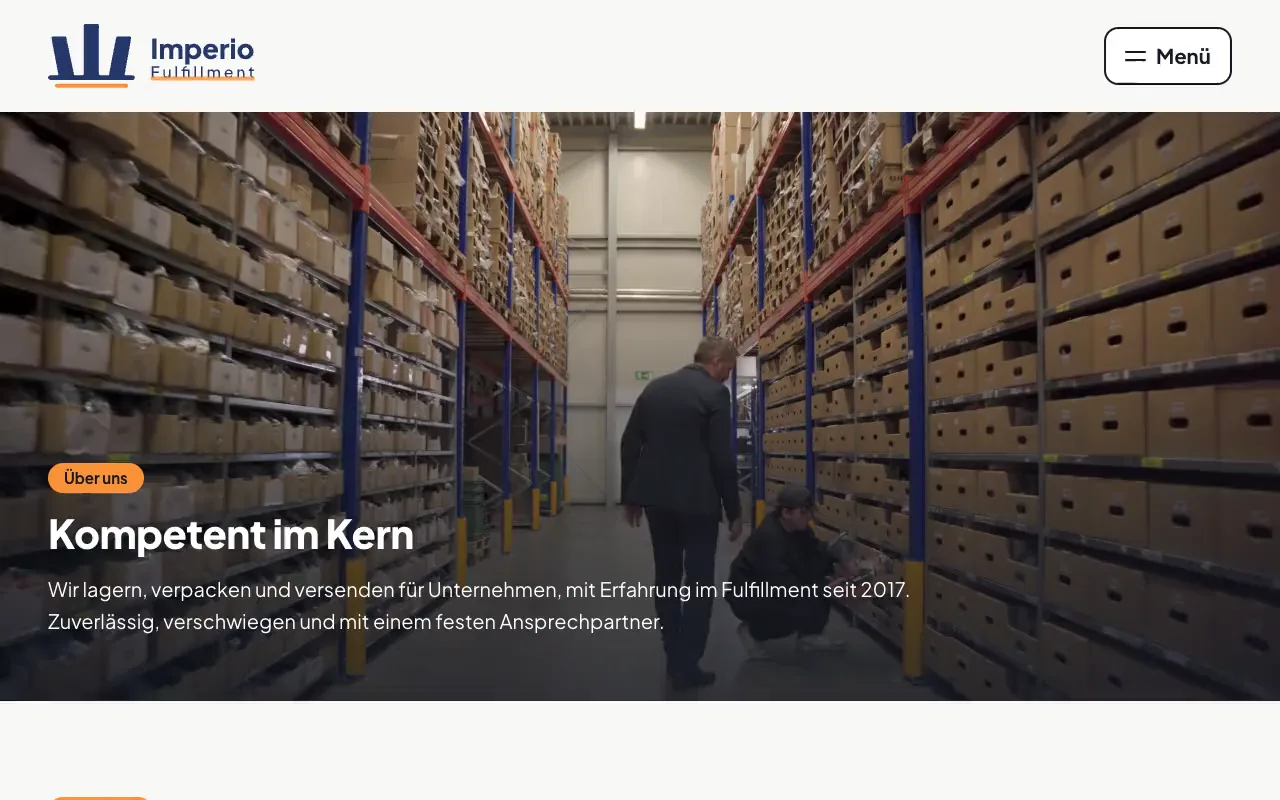 Imperio
Fulfillment
Menü
Über uns
Kompetent im Kern
Wir lagern, verpacken und versenden für Unternehmen, mit Erfahrung im Fulfillment seit 2017.
Zuverlässig, verschwiegen und mit einem festen Ansprechpartner.